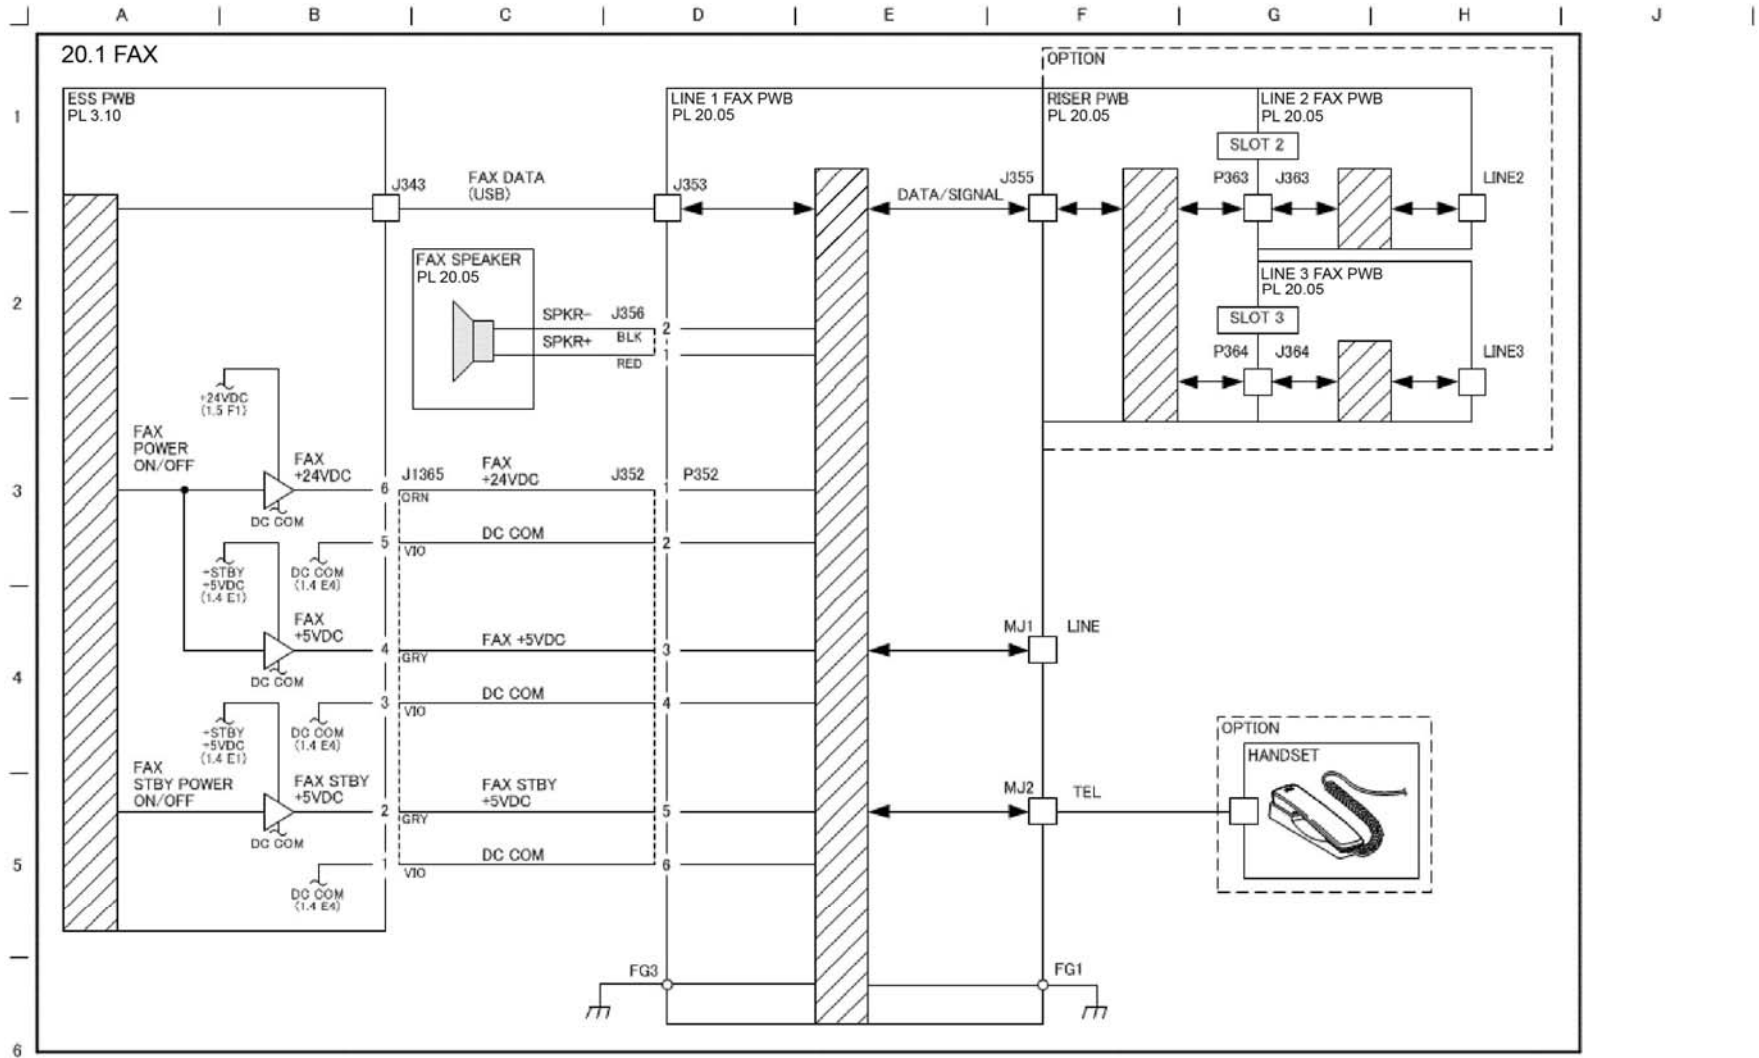 A B C D E F G H J
20.1 FAX
OPTION
ESS PWB
PL 3.10
LINE 1 FAX PWB
PL 20.05
RISER PWB
PL 20.05
LINE 2 FAX PWB
PL 20.05
1
SLOT 2
J343
FAX DATA
(USB)
J353
DATA/SIGNAL
J355
P363
J363
LINE2
FAX SPEAKER
PL 20.05
LINE 3 FAX PWB
PL 20.05
2
SPKR-
J356
2
SLOT 3
SPKR+
BLK
1
RED
P364
J364
LINE3
+24VDC
(1.5 F1)
FAX
POWER
ON/OFF
FAX
+24VDC
J1365
FAX
+24VDC
J352
P352
3
6
ORN
1
DC COM
5
VIO
DC COM
2
+STBY
+5VDC
(1.4 E1)
DC COM
(1.4 E4)
FAX
+5VDC
FAX +5VDC
MJ1
LINE
4
GRY
3
4
DC COM
DC COM
3
VIO
4
+STBY
+5VDC
(1.4 E1)
DC COM
(1.4 E4)
OPTION
HANDSET
FAX
STBY POWER
ON/OFF
FAX STBY
+5VDC
FAX STBY
+5VDC
MJ2
TEL
2
GRY
5
DC COM
DC COM
5
1
VIO
6
DC COM
(1.4 E4)
FG3
FG1
6